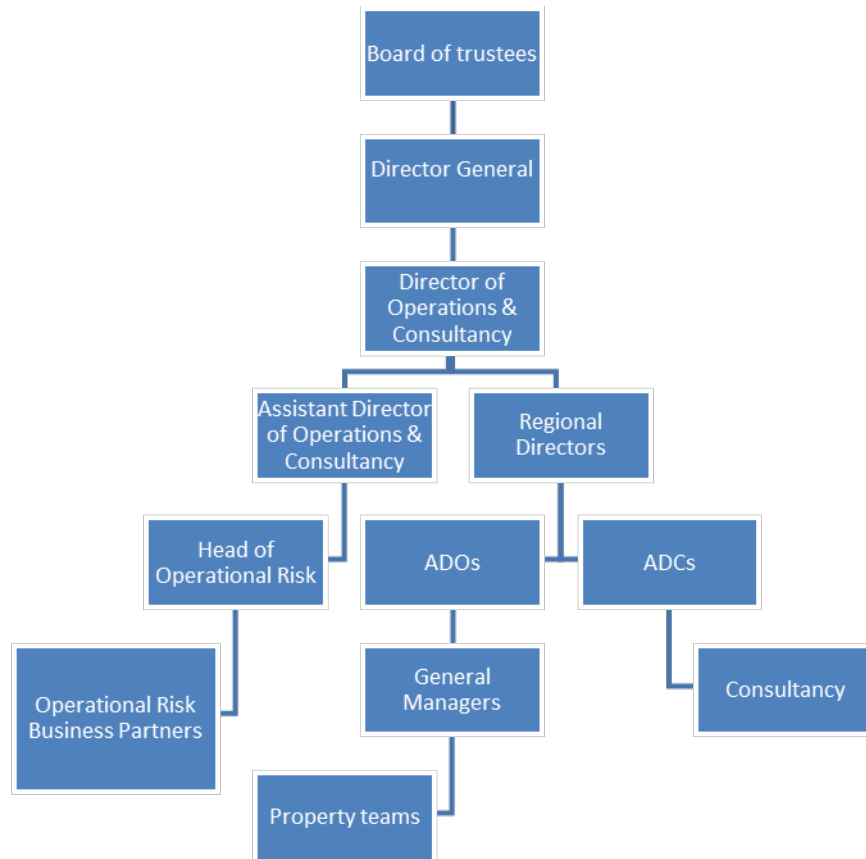 Board of trustees
Director General
Director of
Operations &
Consultancy
Assistant Director
of Operations &
Consultancy
Regional
Directors
Head of
Operational Risk
ADOs
ADCs
Operational Risk
Business Partners
General
Managers
Consultancy
Property teams